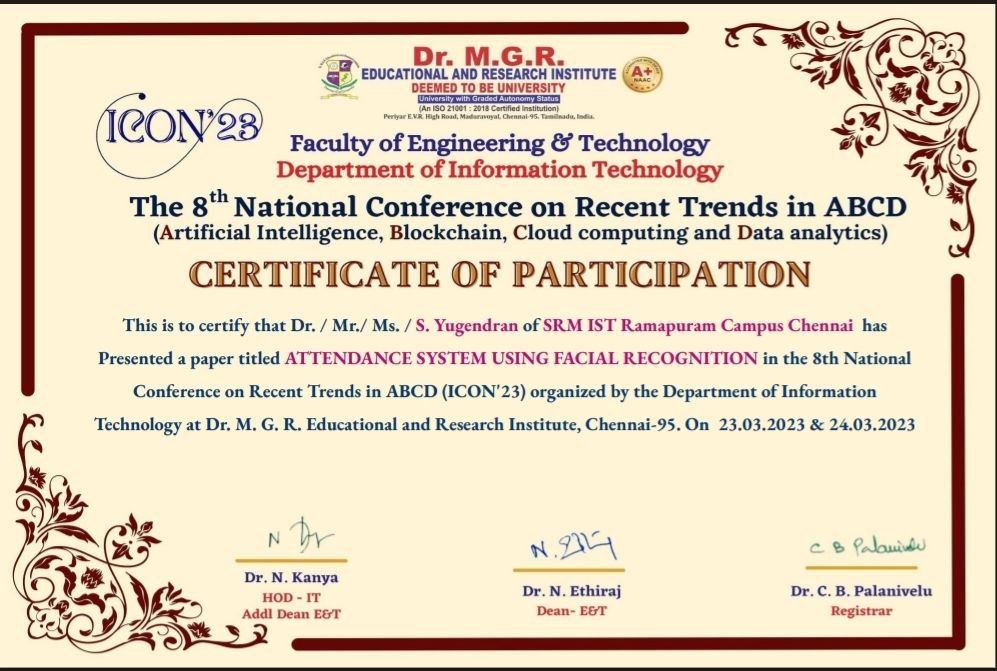 Dr. M.G.R.
EDUCATIONAL AND RESEARCH INSTITUTE
DEEMED TO BE UNIVERSITY
University with Graded Autonomy Status
(An ISO 21001 : 2018 Certified Institution)
Periyar E.V.R. High Road, Maduravoyal, Chennai-95. Tamilnadu, India.
A+
NAAC
ICON'23
Faculty of Engineering & Technology
Department of Information Technology
The 8th National Conference on Recent Trends in ABCD
(Artificial Intelligence, Blockchain, Cloud computing and Data analytics)
CERTIFICATE OF PARTICIPATION
This is to certify that Dr. / Mr./ Ms. / S. Yugendran of SRM IST Ramapuram Campus Chennai has
Presented a paper titled ATTENDANCE SYSTEM USING FACIAL RECOGNITION in the 8th National
Conference on Recent Trends in ABCD (ICON'23) organized by the Department of Information
Technology at Dr. M. G. R. Educational and Research Institute, Chennai-95. On 23.03.2023 & 24.03.2023
C B Palanivelu
Dr. N. Kanya
HOD - IT
Addl Dean E&T
Dr. N. Ethiraj
Dean- E&T
Dr. C. B. Palanivelu
Registrar